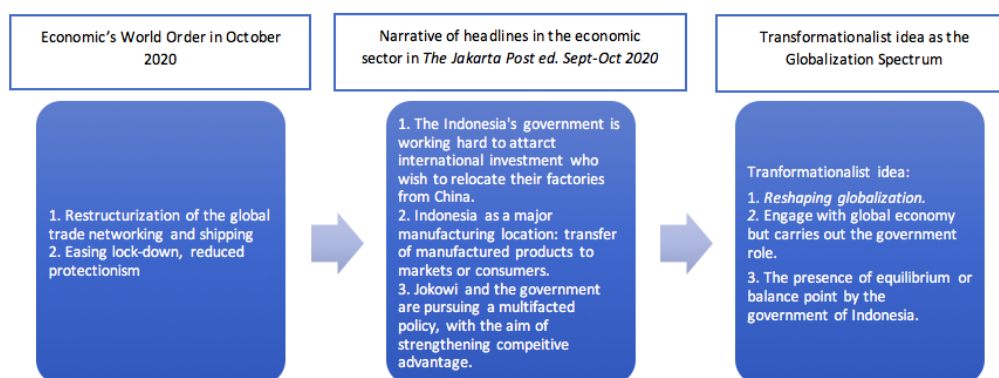 Economic's World Order in October
2020
Narrative of headlines in the economic
sector in The Jakarta Post ed. Sept-Oct 2020
Transformationalist idea as the
Globalization Spectrum
1. Restructurization of the global
trade networking and shipping
2. Easing lock-down, reduced
protectionism
1. The Indonesia's government is
working hard to attarct
international investment who
wish to relocate their factories
from China.
2. Indonesia as a major
manufacturing location: transfer
of manufactured products to
markets or consumers.
3. Jokowi and the government
are pursuing a multifacted
policy, with the aim of
strengthening compeitive
advantage.
Tranformationalist idea:
1. Reshaping globalization.
2. Engage with global economy
but carries out the government
role.
3. The presence of equilibrium or
balance point by the
government of Indonesia.